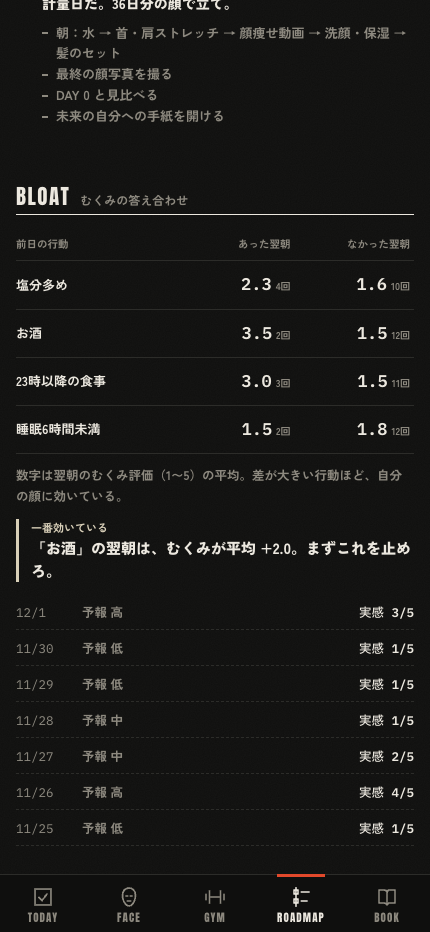 計量日だ。36日分の顔で立て。
– 朝：水 → 首・肩ストレッチ → 顔痩せ動画 → 洗顔・保湿 →
髪のセット
– 最終の顔写真を撮る
– DAY 0 と見比べる
– 未来の自分への手紙を開ける
BLOAT むくみの答え合わせ
前日の行動 あった翌朝 なかった翌朝
塩分多め 2.3 4回 1.6 10回
お酒 3.5 2回 1.5 12回
23時以降の食事 3.0 3回 1.5 11回
睡眠6時間未満 1.5 2回 1.8 12回
数字は翌朝のむくみ評価（1〜5）の平均。差が大きい行動ほど、自分
の顔に効いている。
一番効いている
「お酒」の翌朝は、むくみが平均 +2.0。まずこれを止め
ろ。
12/1 予報 高 実感 3/5
11/30 予報 低 実感 1/5
11/29 予報 低 実感 1/5
11/28 予報 中 実感 1/5
11/27 予報 中 実感 2/5
11/26 予報 高 実感 4/5
11/25 予報 低 実感 1/5
TODAY FACE GYM ROADMAP BOOK